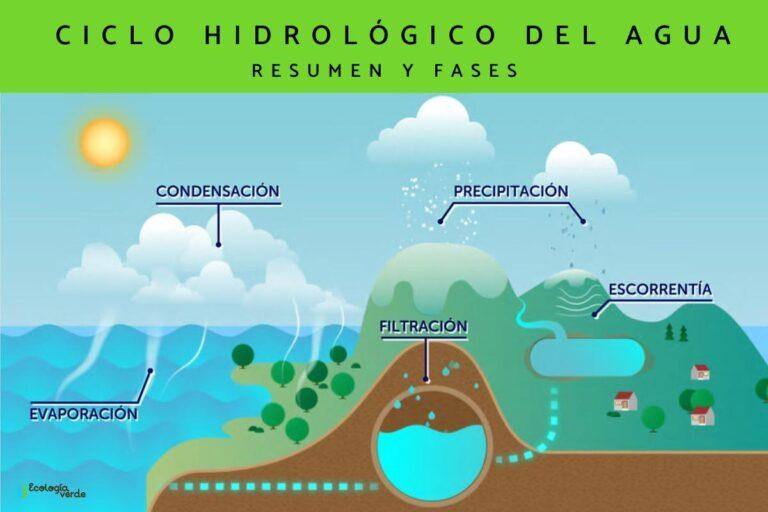 CICLO HIDROLÓGICO DEL AGUA
RESUMEN Y FASES
CONDENSACIÓN
PRECIPITACIÓN
ESCORRENTÍA
FILTRACIÓN
EVAPORACIÓN
Ecología
verde